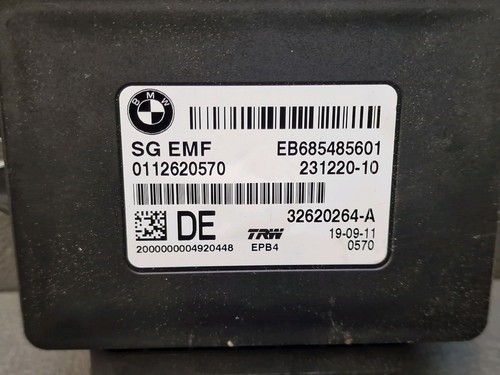 BMW
SG EMF EB685485601
0112620570 231220-10
32620264-A
DE TRW 19-09-11
2000000004920448 EPB4 0570